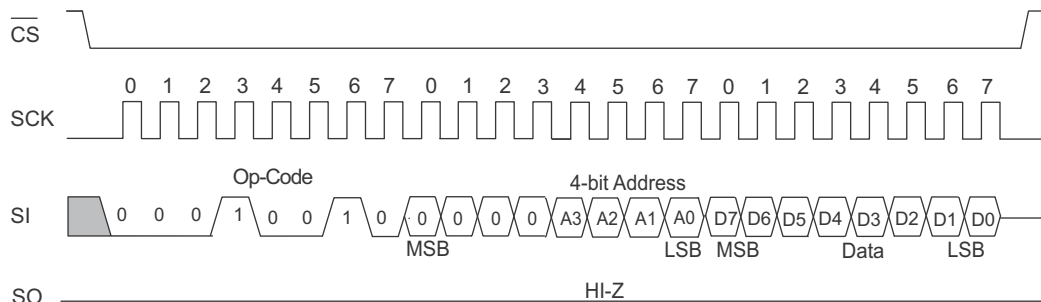 CS
0 1 2 3 4 5 6 7 0 1 2 3 4 5 6 7 0 1 2 3 4 5 6 7
SCK
Op-Code 4-bit Address
SI 0 0 0 1 0 0 1 0 0 0 0 0 A3 A2 A1 A0 D7 D6 D5 D4 D3 D2 D1 D0
MSB LSB MSB Data LSB
HI-Z
SO